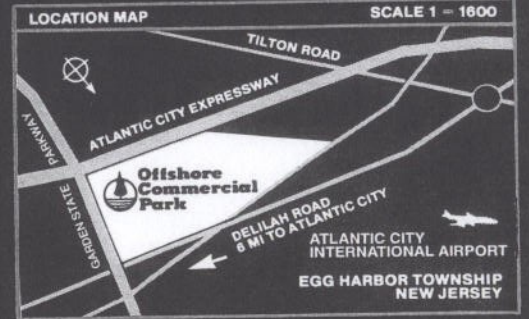 LOCATION MAP
SCALE 1 = 1600
TILTON ROAD
ATLANTIC CITY EXPRESSWAY
GARDEN STATE PARKWAY
Offshore
Commercial
Park
DELILAH ROAD
6 MI TO ATLANTIC CITY
ATLANTIC CITY
INTERNATIONAL AIRPORT
EGG HARBOR TOWNSHIP
NEW JERSEY